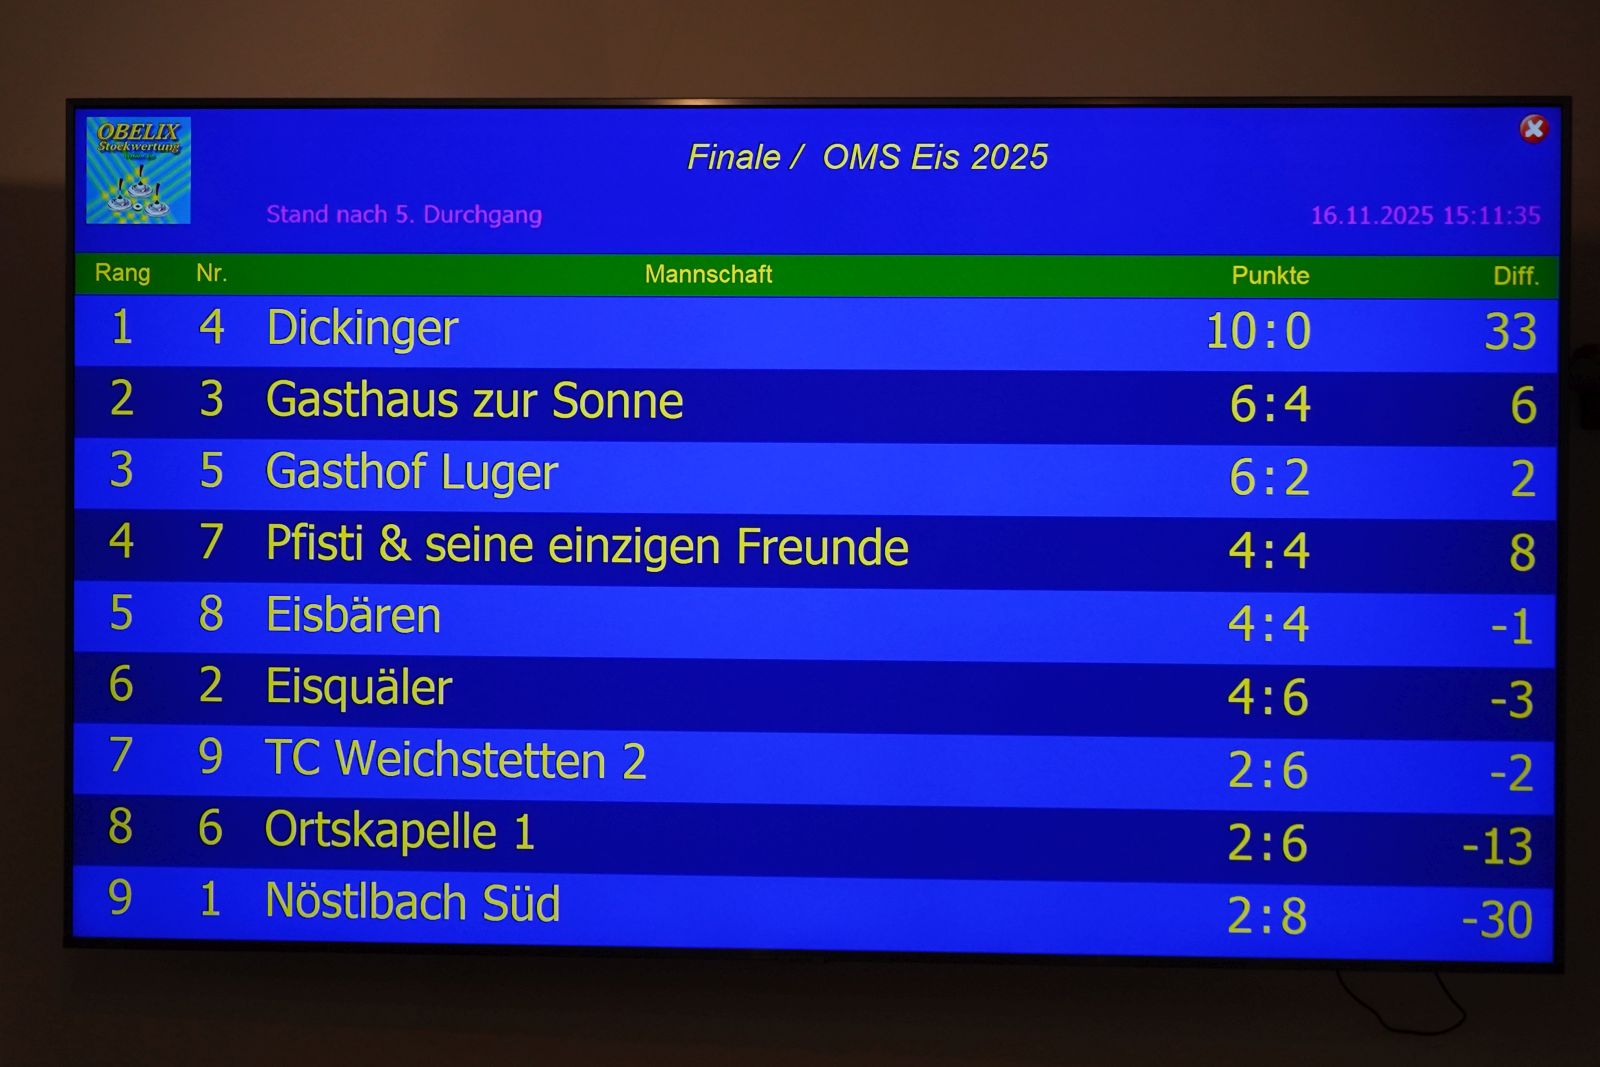 OBELIX
Stockwertung
Finale / OMS Eis 2025
Stand nach 5. Durchgang 16.11.2025 15:11:35
Rang Nr. Mannschaft Punkte Diff.
1 4 Dickinger 10:0 33
2 3 Gasthaus zur Sonne 6:4 6
3 5 Gasthof Luger 6:2 2
4 7 Pfisti & seine einzigen Freunde 4:4 8
5 8 Eisbären 4:4 -1
6 2 Eisquäler 4:6 -3
7 9 TC Weichstetten 2 2:6 -2
8 6 Ortskapelle 1 2:6 -13
9 1 Nöstlbach Süd 2:8 -30